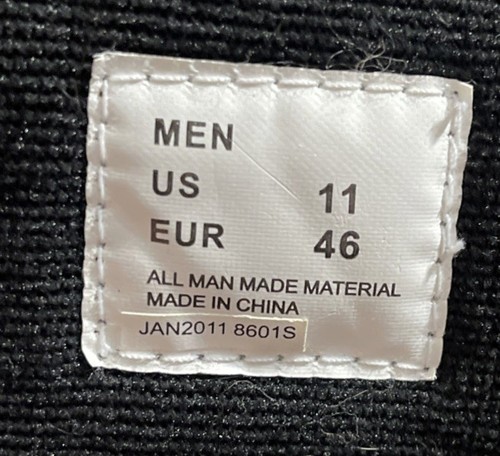 MEN
US 11
EUR 46
ALL MAN MADE MATERIAL
MADE IN CHINA
JAN2011 8601S